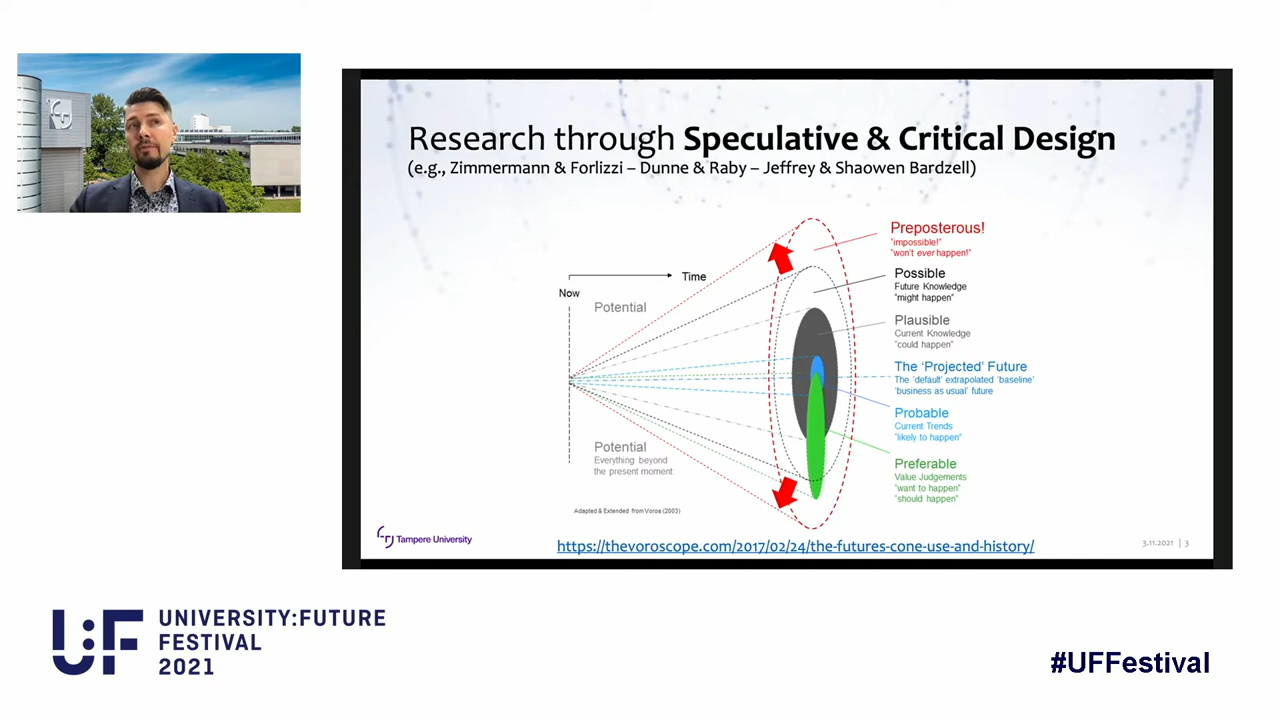 Research through Speculative & Critical Design
(e.g., Zimmermann & Forlizzi – Dunne & Raby – Jeffrey & Shaowen Bardzell)
Time
Now
Potential
Preposterous!
"impossible!"
"won't ever happen!"
Possible
Future Knowledge
"might happen"
Plausible
Current Knowledge
"could happen"
The 'Projected' Future
The 'default' extrapolated 'baseline'
'business as usual' future
Probable
Current Trends
"likely to happen"
Potential
Everything beyond
the present moment
Preferable
Value Judgements
"want to happen"
"should happen"
Adapted & Extended from Voros (2003)
Tampere University
https://thevoroscope.com/2017/02/24/the-futures-cone-use-and-history/
3.11.2021 | 3
U:F
UNIVERSITY:FUTURE
FESTIVAL
2021
#UFFestival